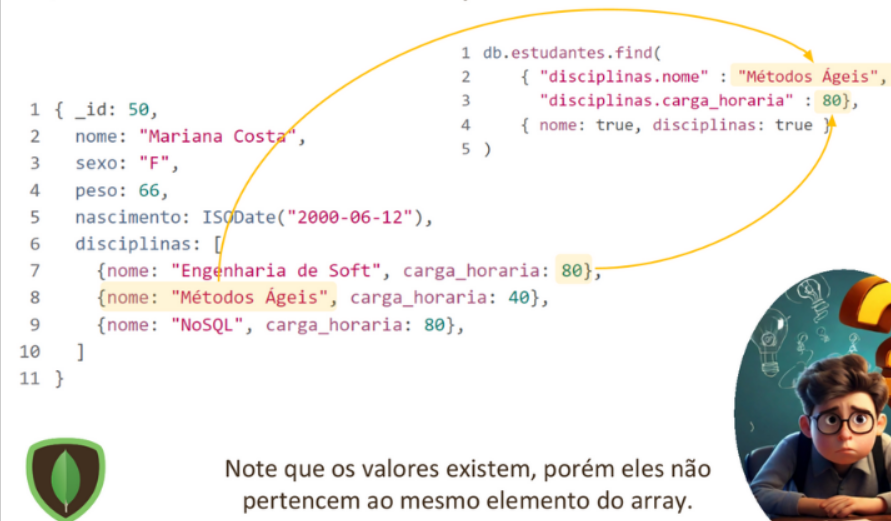 1 db.estudantes.find(
2 { "disciplinas.nome" : "Métodos Ágeis",
3 "disciplinas.carga_horaria" : 80},
4 { nome: true, disciplinas: true }
5 )
1 { _id: 50,
2 nome: "Mariana Costa",
3 sexo: "F",
4 peso: 66,
5 nascimento: ISODate("2000-06-12"),
6 disciplinas: [
7 {nome: "Engenharia de Soft", carga_horaria: 80},
8 {nome: "Métodos Ágeis", carga_horaria: 40},
9 {nome: "NoSQL", carga_horaria: 80},
10 ]
11 }
Note que os valores existem, porém eles não
pertencem ao mesmo elemento do array.